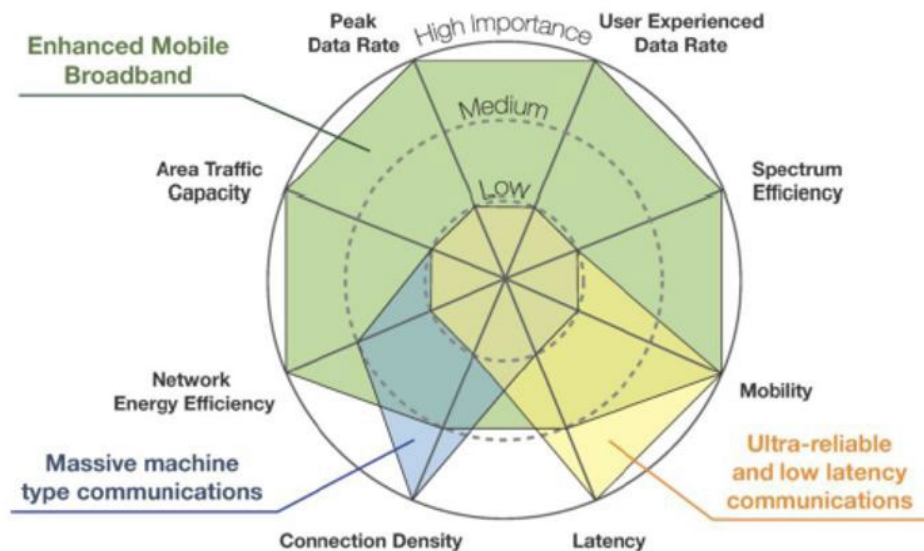 Peak
Data Rate
High Importance
User Experienced
Data Rate
Enhanced Mobile
Broadband
Medium
Area Traffic
Capacity
Low
Spectrum
Efficiency
Network
Energy Efficiency
Mobility
Massive machine
type communications
Ultra-reliable
and low latency
communications
Connection Density
Latency